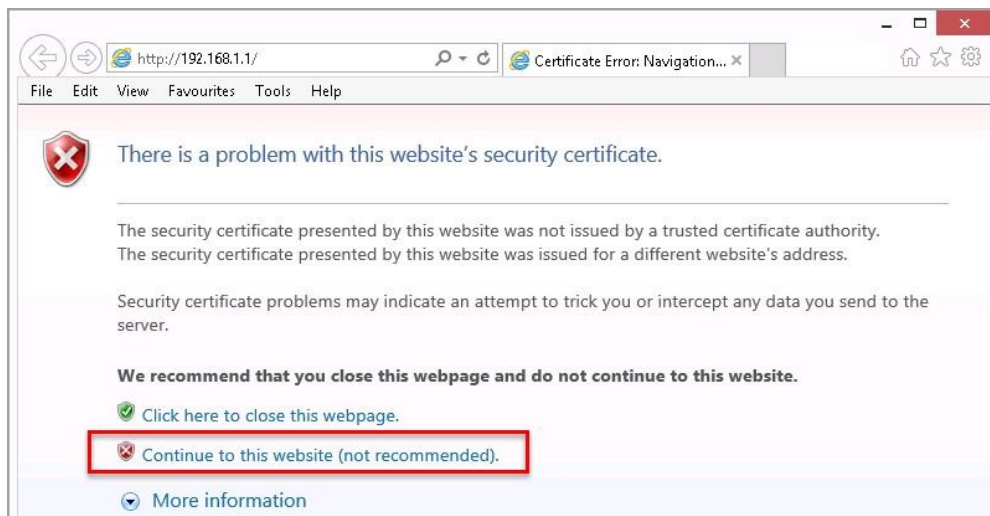 http://192.168.1.1/
Certificate Error: Navigation...
File Edit View Favourites Tools Help
There is a problem with this website's security certificate.
The security certificate presented by this website was not issued by a trusted certificate authority.
The security certificate presented by this website was issued for a different website's address.
Security certificate problems may indicate an attempt to trick you or intercept any data you send to the
server.
We recommend that you close this webpage and do not continue to this website.
Click here to close this webpage.
Continue to this website (not recommended).
More information